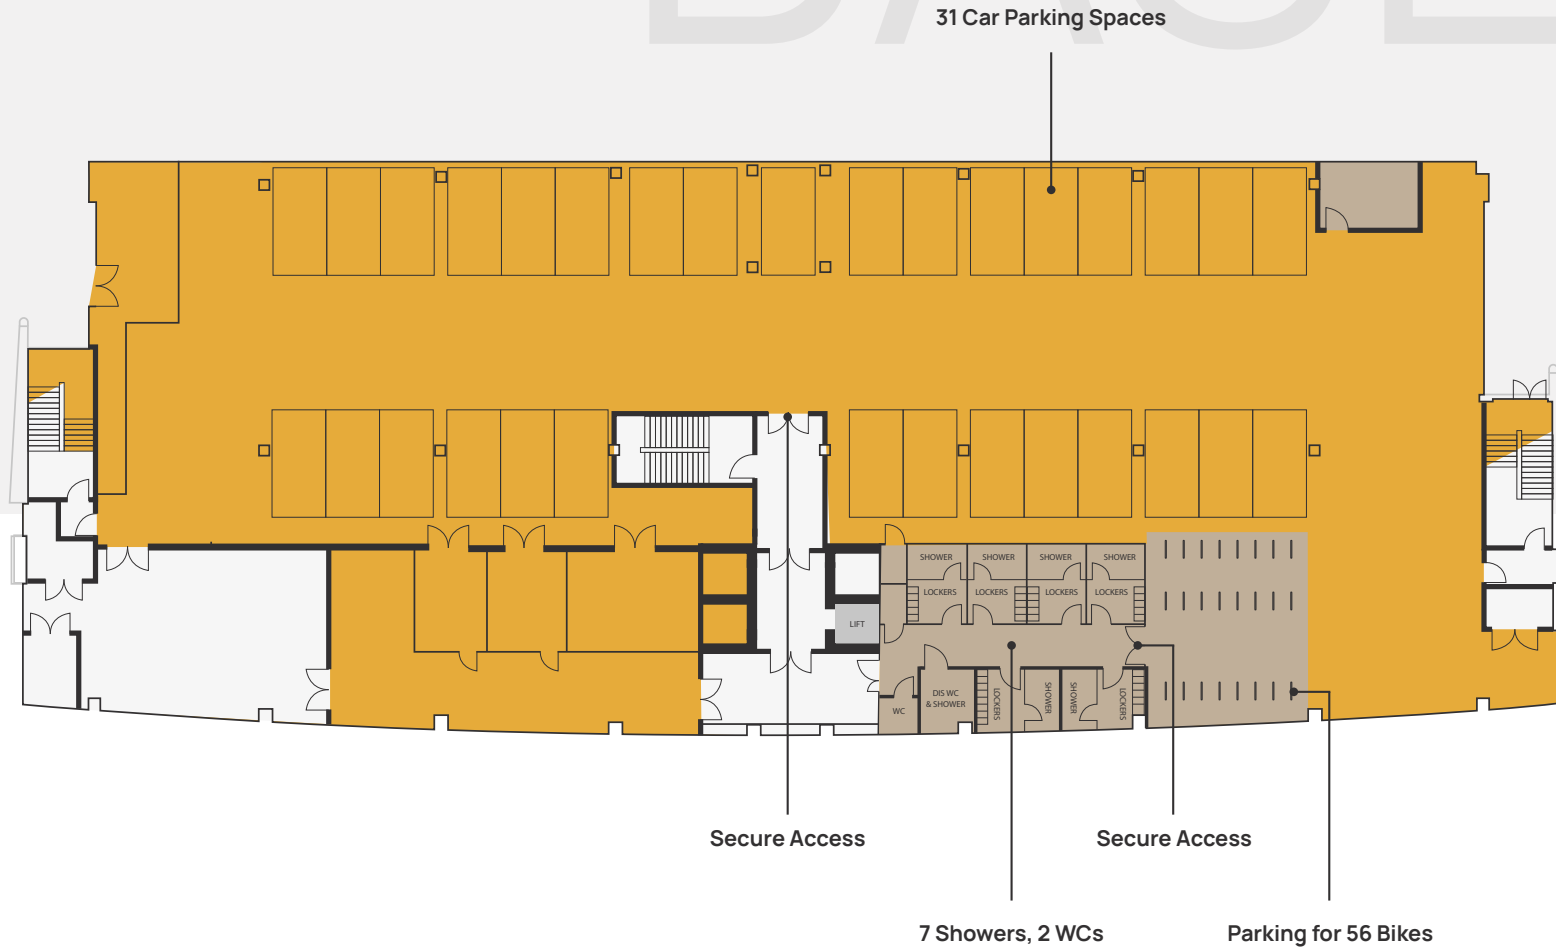 31 Car Parking Spaces
SHOWER SHOWER SHOWER SHOWER
LOCKERS LOCKERS LOCKERS LOCKERS
LIFT
DIS WC
& SHOWER
WC
LOCKERS
SHOWER
SHOWER
LOCKERS
Secure Access
Secure Access
7 Showers, 2 WCs
Parking for 56 Bikes